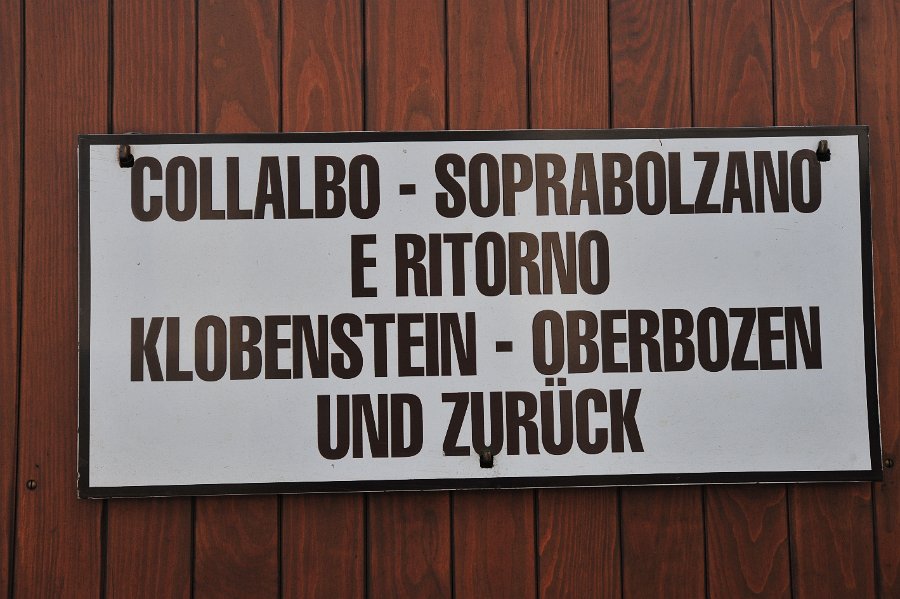 COLLALBO - SOPRABOLZANO
E RITORNO
KLOBENSTEIN - OBERBOZEN
UND ZURÜCK